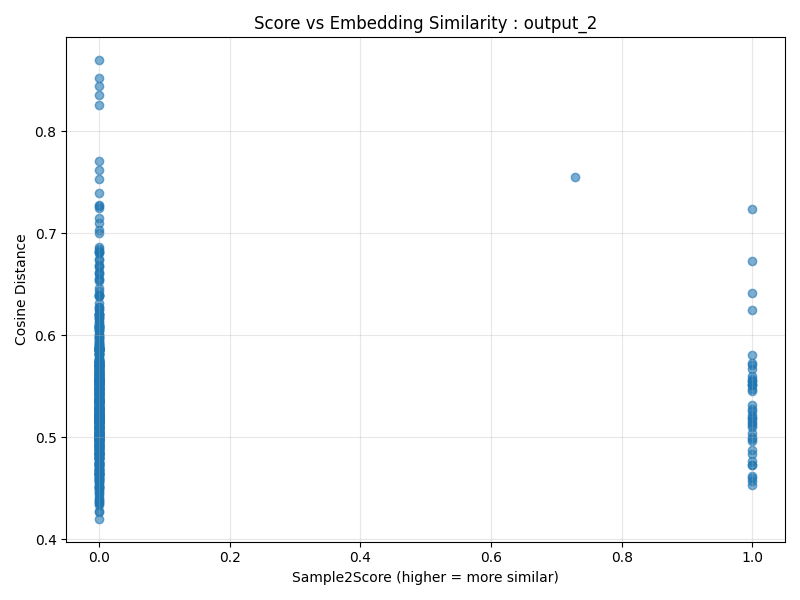 Score vs Embedding Similarity : output_2
Cosine Distance
0.8
0.7
0.6
0.5
0.4
0.0 0.2 0.4 0.6 0.8 1.0
Sample2Score (higher = more similar)